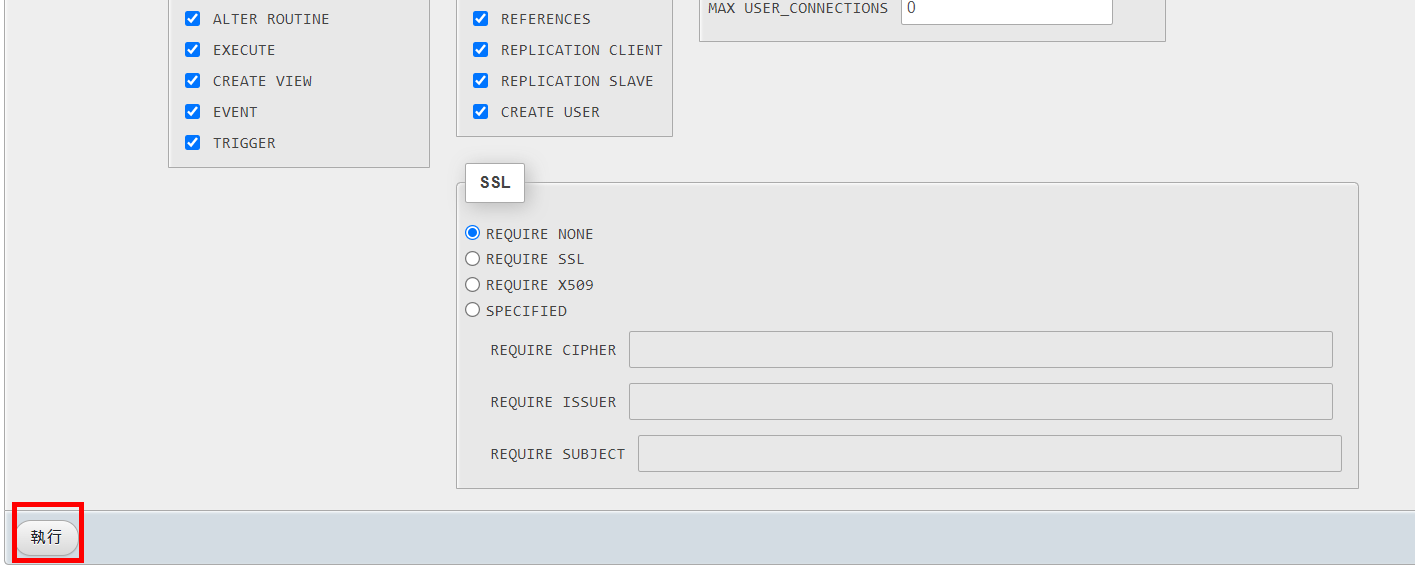 ALTER ROUTINE
EXECUTE
CREATE VIEW
EVENT
TRIGGER
REFERENCES
REPLICATION CLIENT
REPLICATION SLAVE
CREATE USER
MAX USER_CONNECTIONS 0
SSL
REQUIRE NONE
REQUIRE SSL
REQUIRE X509
SPECIFIED
REQUIRE CIPHER
REQUIRE ISSUER
REQUIRE SUBJECT
執行